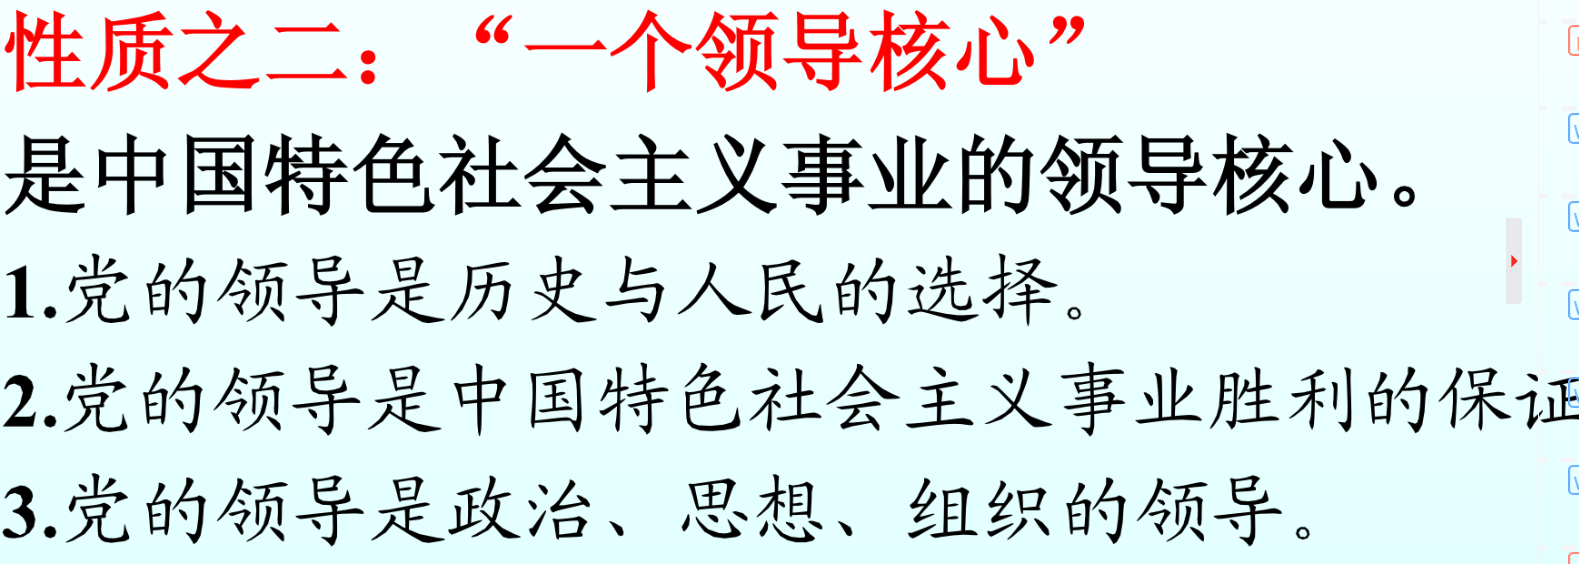 性质之二：“一个领导核心”
是中国特色社会主义事业的领导核心。
1.党的领导是历史与人民的选择。
2.党的领导是中国特色社会主义事业胜利的保证
3.党的领导是政治、思想、组织的领导。